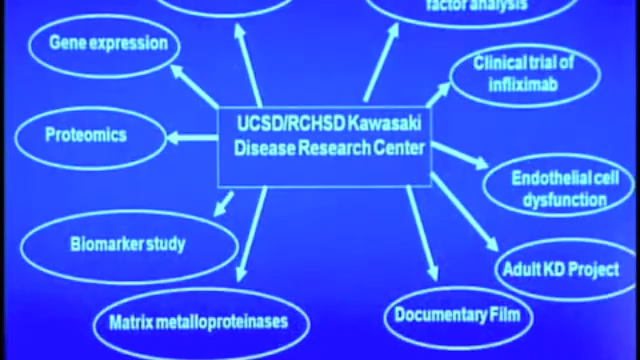 factor analysis
Gene expression
Clinical trial of
infliximab
UCSD/RCHSD Kawasaki
Disease Research Center
Proteomics
Endothelial cell
dysfunction
Biomarker study
Adult KD Project
Matrix metalloproteinases
Documentary Film